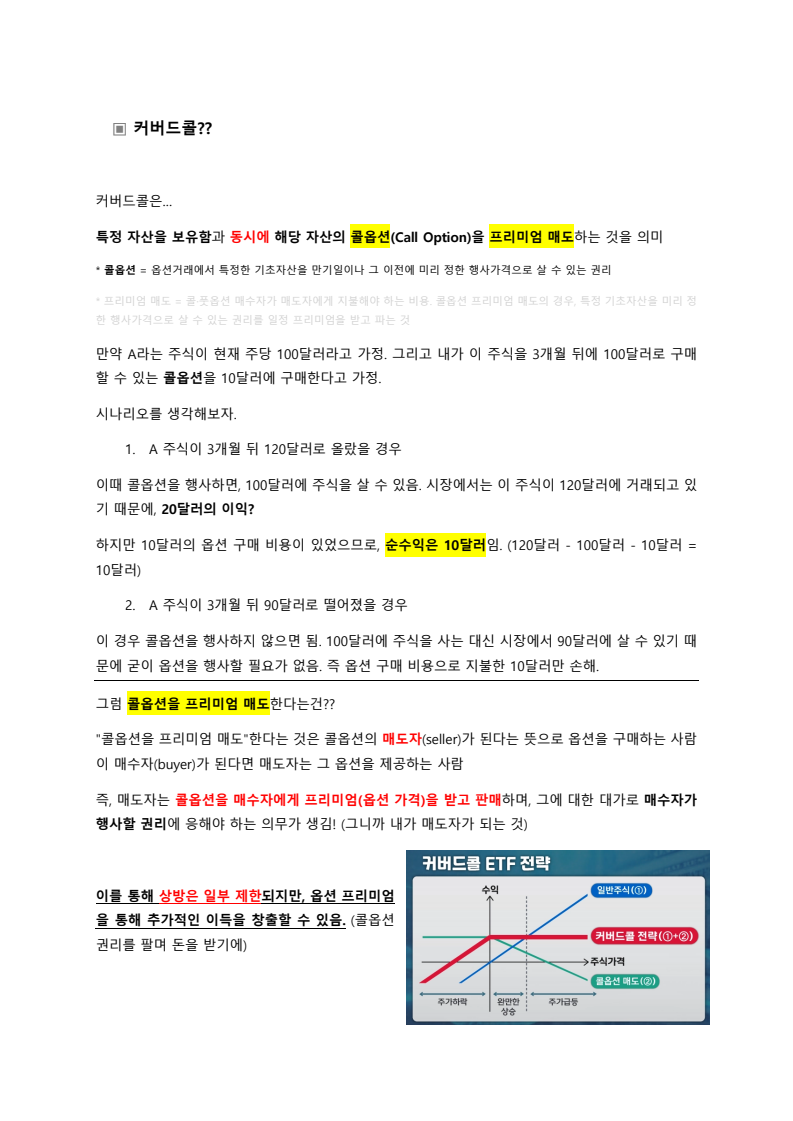 ▣ 커버드콜??
커버드콜은...
특정 자산을 보유함과 동시에 해당 자산의 콜옵션(Call Option)을 프리미엄 매도하는 것을 의미
* 콜옵션 = 옵션거래에서 특정한 기초자산을 만기일이나 그 이전에 미리 정한 행사가격으로 살 수 있는 권리
* 프리미엄 매도 = 콜·풋옵션 매수자가 매도자에게 지불해야 하는 비용. 콜옵션 프리미엄 매도의 경우, 특정 기초자산을 미리 정
한 행사가격으로 살 수 있는 권리를 일정 프리미엄을 받고 파는 것
만약 A라는 주식이 현재 주당 100달러라고 가정. 그리고 내가 이 주식을 3개월 뒤에 100달러로 구매
할 수 있는 콜옵션을 10달러에 구매한다고 가정.
시나리오를 생각해보자.
1. A 주식이 3개월 뒤 120달러로 올랐을 경우
이때 콜옵션을 행사하면, 100달러에 주식을 살 수 있음. 시장에서는 이 주식이 120달러에 거래되고 있
기 때문에, 20달러의 이익?
하지만 10달러의 옵션 구매 비용이 있었으므로, 순수익은 10달러임. (120달러 - 100달러 - 10달러 =
10달러)
2. A 주식이 3개월 뒤 90달러로 떨어졌을 경우
이 경우 콜옵션을 행사하지 않으면 됨. 100달러에 주식을 사는 대신 시장에서 90달러에 살 수 있기 때
문에 굳이 옵션을 행사할 필요가 없음. 즉 옵션 구매 비용으로 지불한 10달러만 손해.
그럼 콜옵션을 프리미엄 매도한다는건??
"콜옵션을 프리미엄 매도"한다는 것은 콜옵션의 매도자(seller)가 된다는 뜻으로 옵션을 구매하는 사람
이 매수자(buyer)가 된다면 매도자는 그 옵션을 제공하는 사람
즉, 매도자는 콜옵션을 매수자에게 프리미엄(옵션 가격)을 받고 판매하며, 그에 대한 대가로 매수자가
행사할 권리에 응해야 하는 의무가 생김! (그니까 내가 매도자가 되는 것)
이를 통해 상방은 일부 제한되지만, 옵션 프리미엄
을 통해 추가적인 이득을 창출할 수 있음. (콜옵션
권리를 팔며 돈을 받기에)
커버드콜 ETF 전략
수익
일반주식(①)
커버드콜 전략(①+②)
주식가격
콜옵션 매도(②)
주가하락
완만한
상승
주가급등